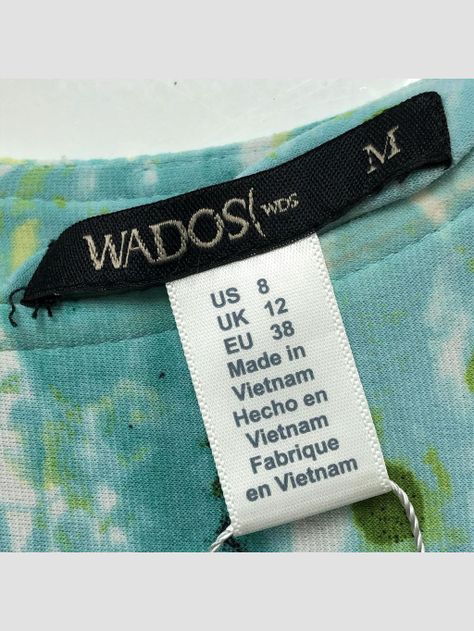 WADOS( WDS M
US 8
UK 12
EU 38
Made in
Vietnam
Hecho en
Vietnam
Fabrique
en Vietnam